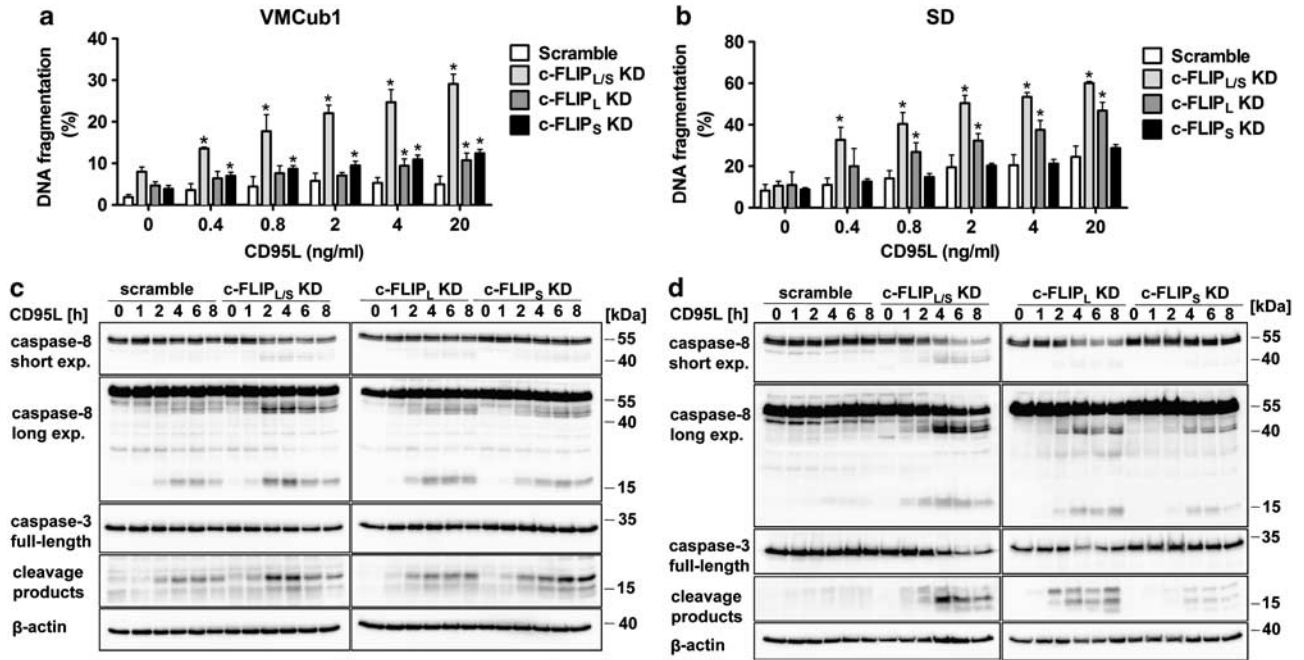 a
VMCub1
DNA fragmentation
(%)
40
30
20
10
0
0 0.4 0.8 2 4 20
CD95L (ng/ml)
* * * * * * * * * * * *
Scramble
c-FLIPL/S KD
c-FLIPL KD
c-FLIPS KD
b
SD
DNA fragmentation
(%)
80
60
40
20
0
0 0.4 0.8 2 4 20
CD95L (ng/ml)
* * * * * * * * *
Scramble
c-FLIPL/S KD
c-FLIPL KD
c-FLIPS KD
c
scramble c-FLIPL/S KD c-FLIPL KD c-FLIPS KD
CD95L [h] 0 1 2 4 6 8 0 1 2 4 6 8 0 1 2 4 6 8 0 1 2 4 6 8 [kDa]
caspase-8
short exp.
55
40
caspase-8
long exp.
55
40
15
caspase-3
full-length
35
cleavage
products
15
β-actin
40
d
scramble c-FLIPL/S KD c-FLIPL KD c-FLIPS KD
CD95L [h] 0 1 2 4 6 8 0 1 2 4 6 8 0 1 2 4 6 8 0 1 2 4 6 8 [kDa]
caspase-8
short exp.
55
40
caspase-8
long exp.
55
40
15
caspase-3
full-length
35
cleavage
products
15
β-actin
40